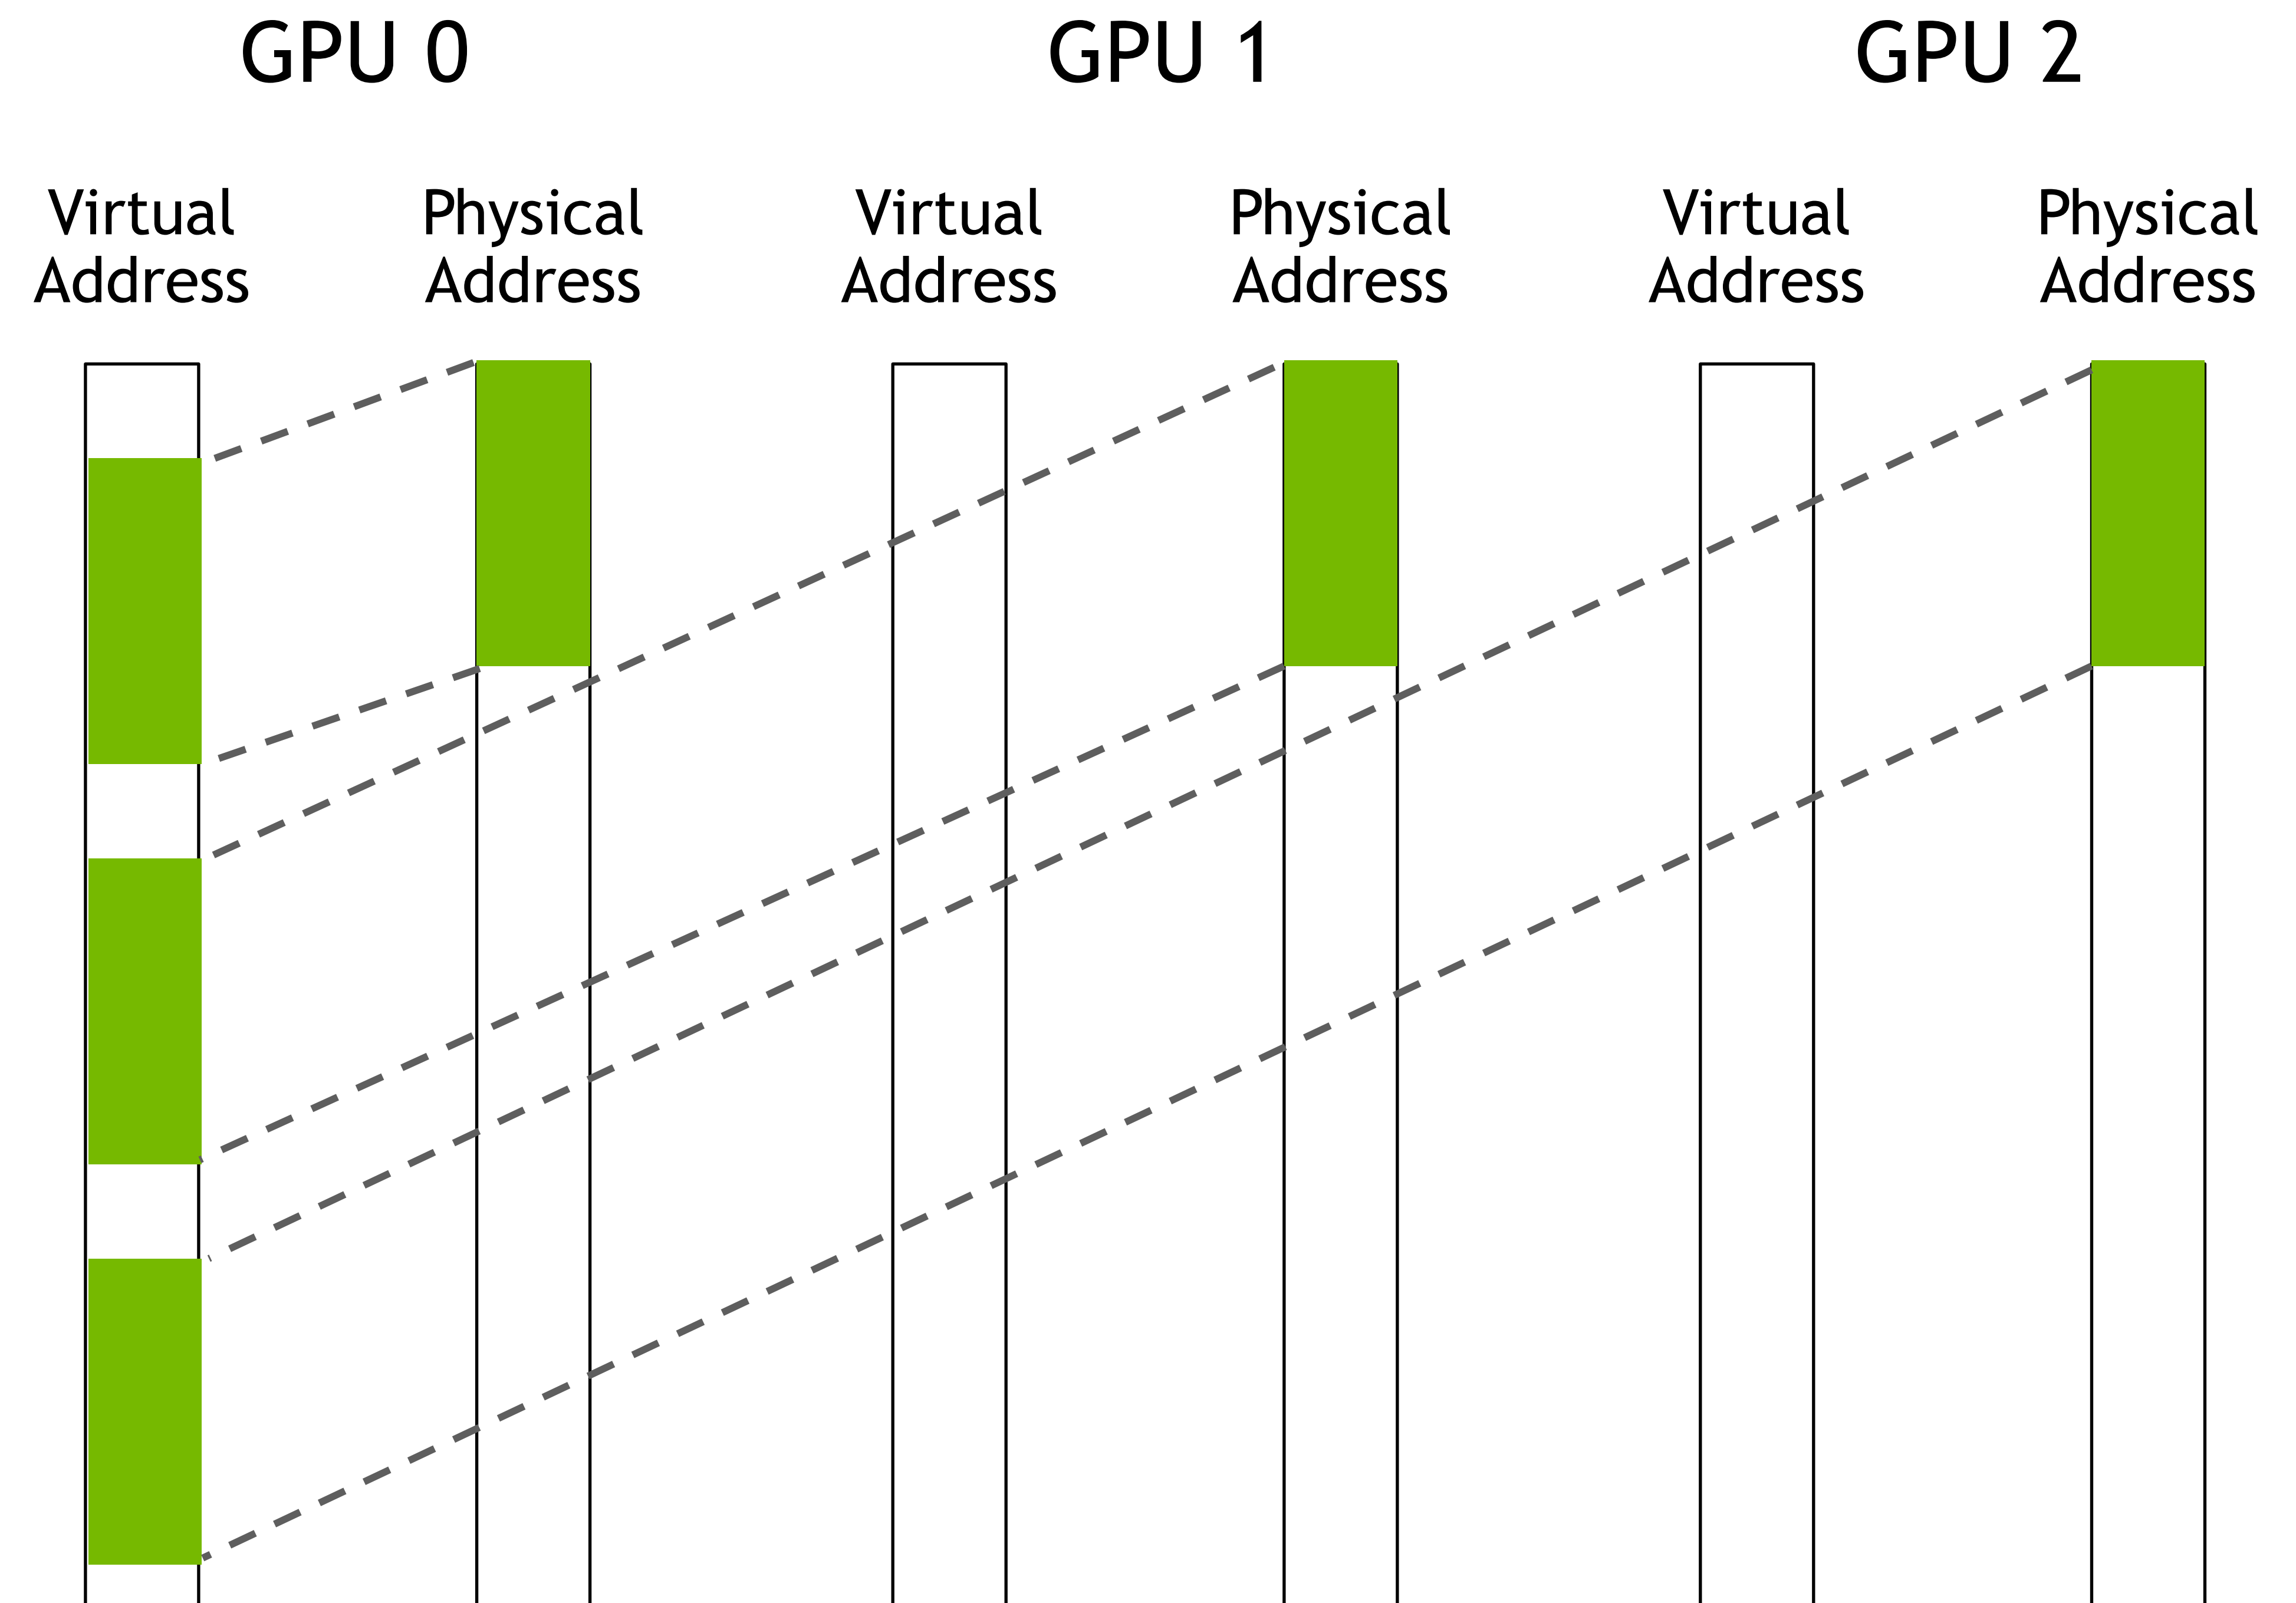 GPU 0
GPU 1
GPU 2
Virtual
Address
Physical
Address
Virtual
Address
Physical
Address
Virtual
Address
Physical
Address